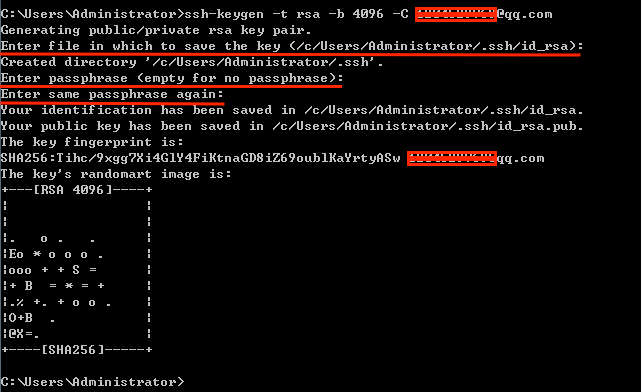 C:\Users\Administrator>ssh-keygen -t rsa -b 4096 -C @qq.com
Generating public/private rsa key pair.
Enter file in which to save the key (/c/Users/Administrator/.ssh/id_rsa):
Created directory '/c/Users/Administrator/.ssh'.
Enter passphrase (empty for no passphrase):
Enter same passphrase again:
Your identification has been saved in /c/Users/Administrator/.ssh/id_rsa.
Your public key has been saved in /c/Users/Administrator/.ssh/id_rsa.pub.
The key fingerprint is:
SHA256:Tihc/9xgg7Xi4GlY4FiKtnaGD8iZ69oublKaYrtyASw qq.com
The key's randomart image is:
+---[RSA 4096]----+
¦                 ¦
¦                 ¦
¦.   o .   .      ¦
¦Eo * o o o .     ¦
¦ooo + + S =      ¦
¦+ B  = * = +     ¦
¦.% +. + o o .    ¦
¦O+B  .           ¦
¦@X=.             ¦
+----[SHA256]-----+
C:\Users\Administrator>